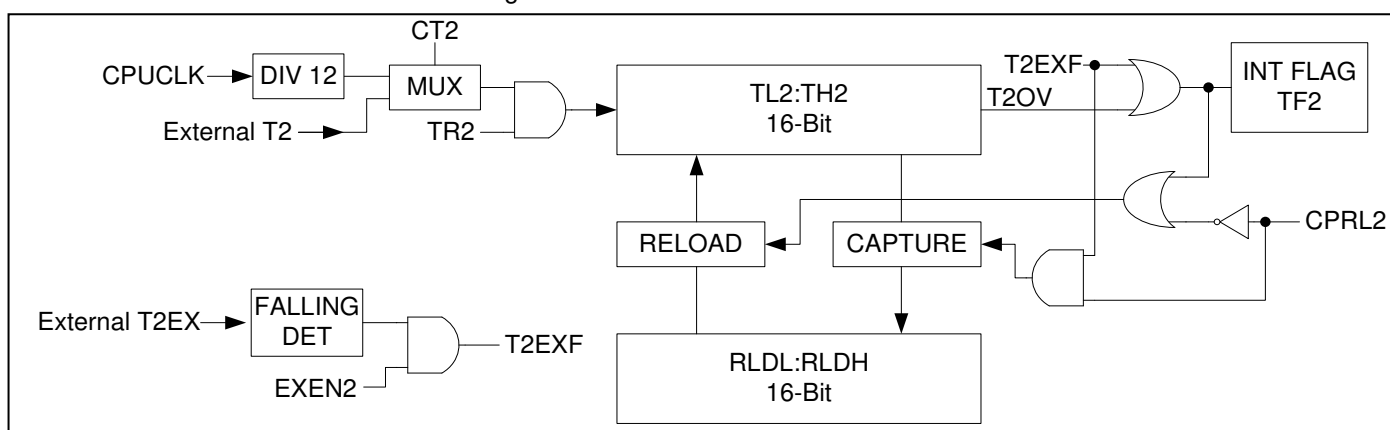 CT2
CPUCLK
DIV 12
MUX
External T2
TR2
TL2:TH2
16-Bit
T2EXF
T2OV
INT FLAG
TF2
RELOAD
CAPTURE
CPRL2
External T2EX
FALLING
DET
EXEN2
T2EXF
RLDL:RLDH
16-Bit